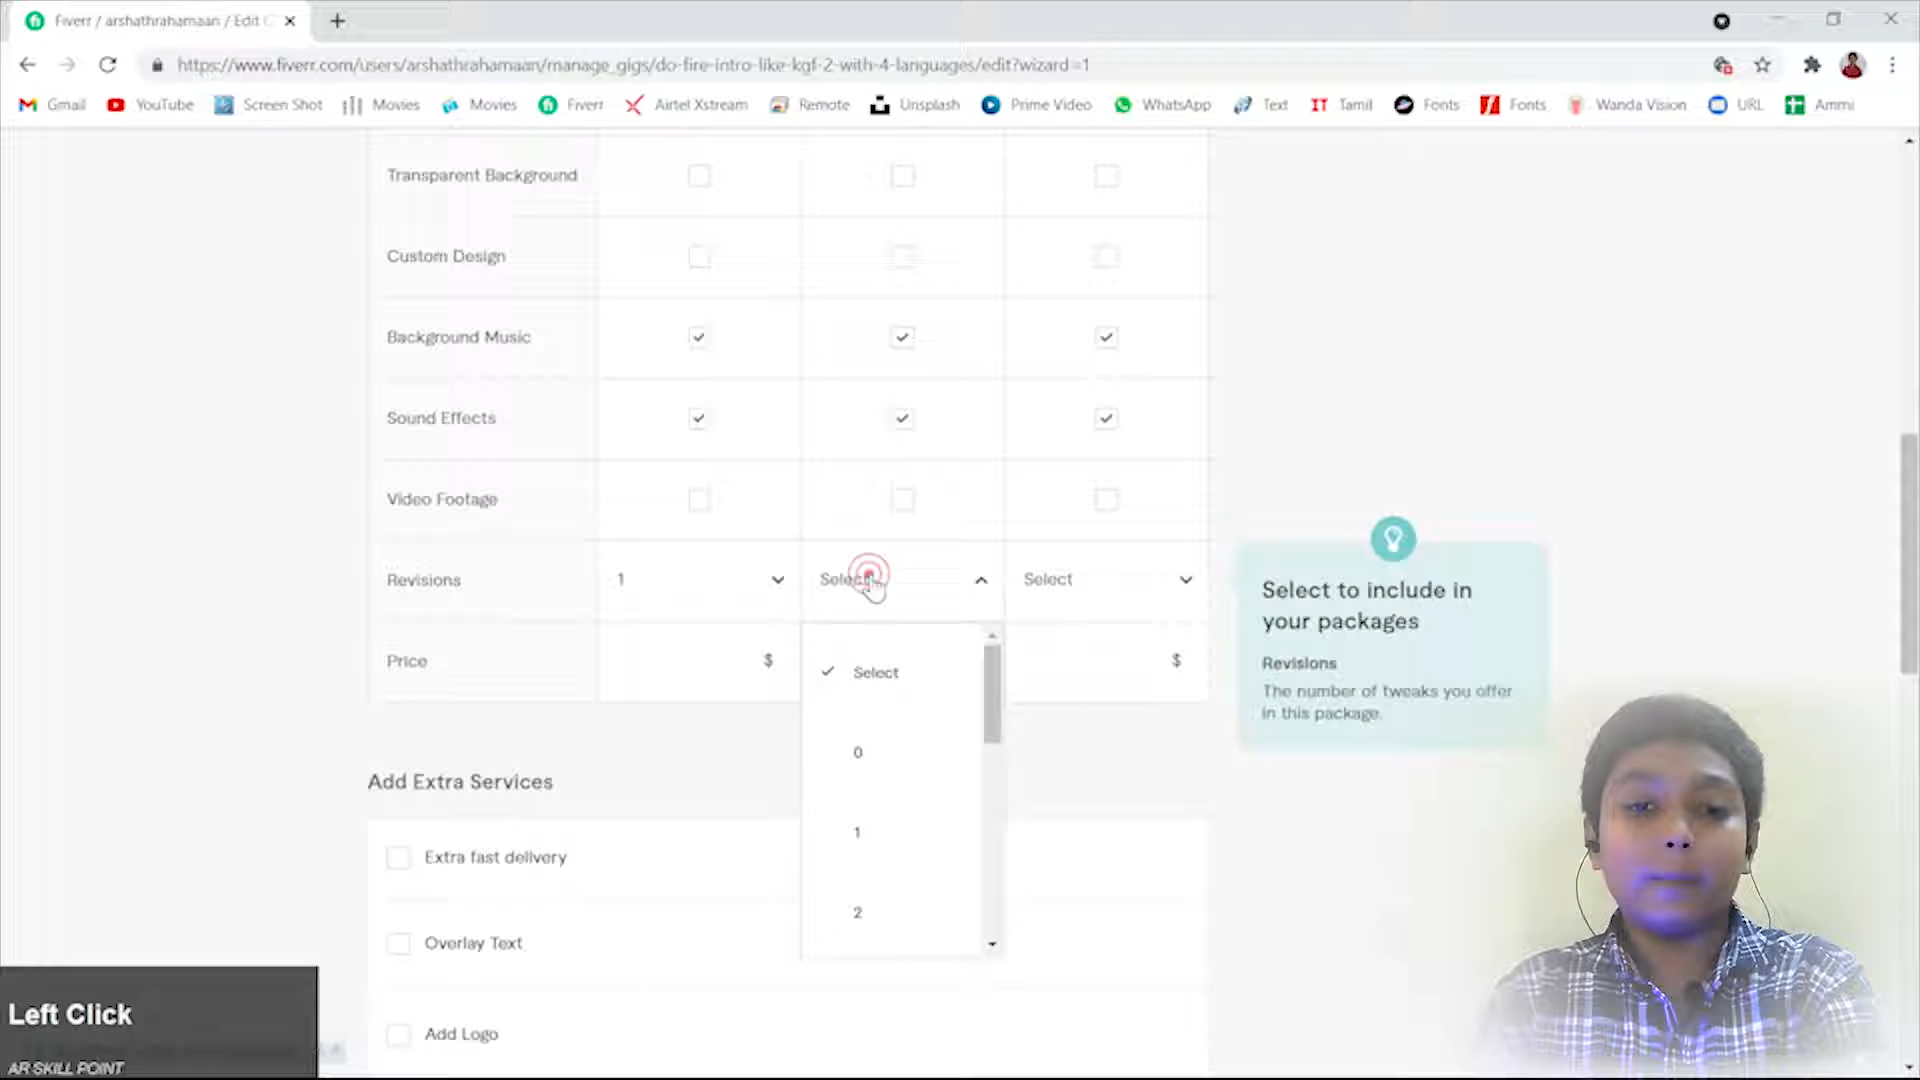 Fiverr / arshathrahamaan / Edit G
https://www.fiverr.com/users/arshathrahamaan/manage_gigs/do-fire-intro-like-kgf-2-with-4-languages/edit?wizard=1
Gmail YouTube Screen Shot Movies Movies Fiverr Airtel Xstream Remote Unsplash Prime Video WhatsApp Text Tamil Fonts Fonts Wanda Vision URL Ammi
Transparent Background
Custom Design
Background Music
Sound Effects
Video Footage
Revisions 1 Select Select
Price $ $
Select
0
1
2
Select to include in
your packages
Revisions
The number of tweaks you offer
in this package.
Add Extra Services
Extra fast delivery
Overlay Text
Add Logo
Left Click
AR SKILL POINT